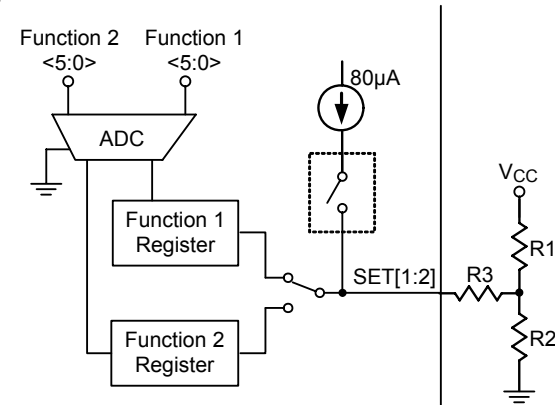 Function 2
<5:0>
Function 1
<5:0>
80µA
ADC
VCC
Function 1
Register
R1
SET[1:2]
R3
R2
Function 2
Register